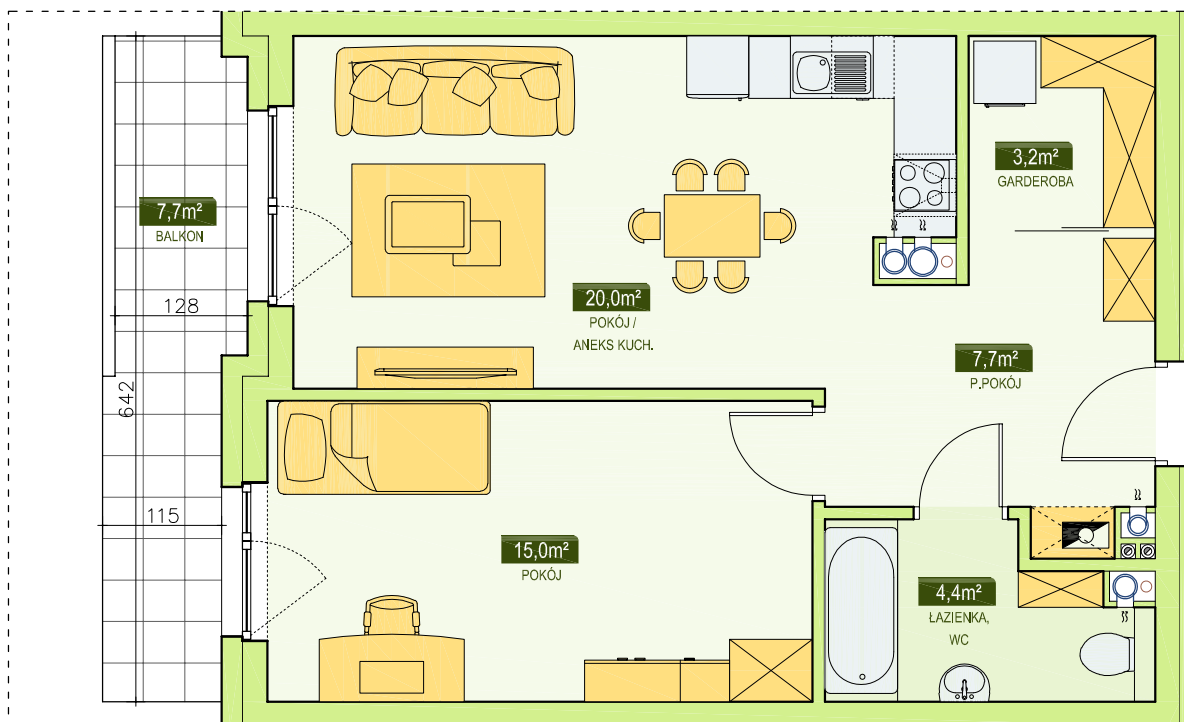 3,2m²
GARDEROBA
7,7m²
BALKON
128
20,0m²
POKÓJ /
ANEKS KUCH.
7,7m²
P.POKÓJ
642
115
15,0m²
POKÓJ
4,4m²
ŁAZIENKA,
WC